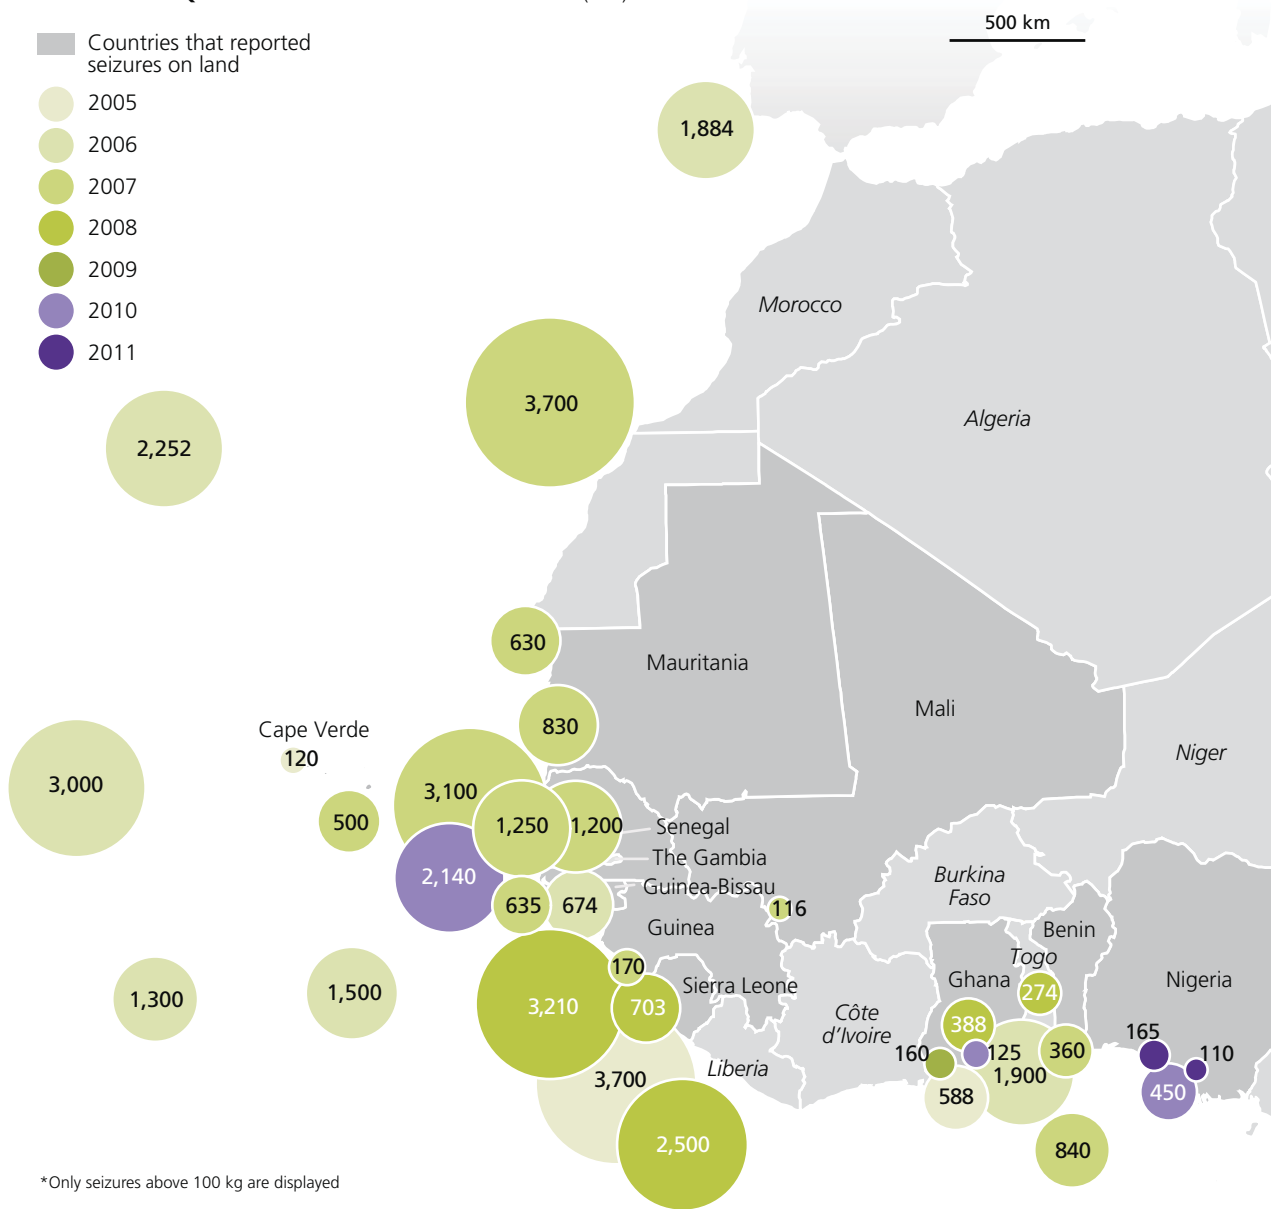 500 km
Countries that reported
seizures on land
2005
2006
2007
2008
2009
2010
2011
1,884
Morocco
3,700
Algeria
2,252
630
Mauritania
Mali
830
Cape Verde
120
Niger
3,000
3,100
500
1,250
1,200
Senegal
The Gambia
2,140
Guinea-Bissau
Burkina
Faso
635
674
116
Guinea
Benin
Togo
170
Sierra Leone
Ghana
Nigeria
1,300
1,500
3,210
703
274
Côte
d'Ivoire
388
165
160
125
360
110
Liberia
3,700
1,900
588
450
2,500
840
*Only seizures above 100 kg are displayed